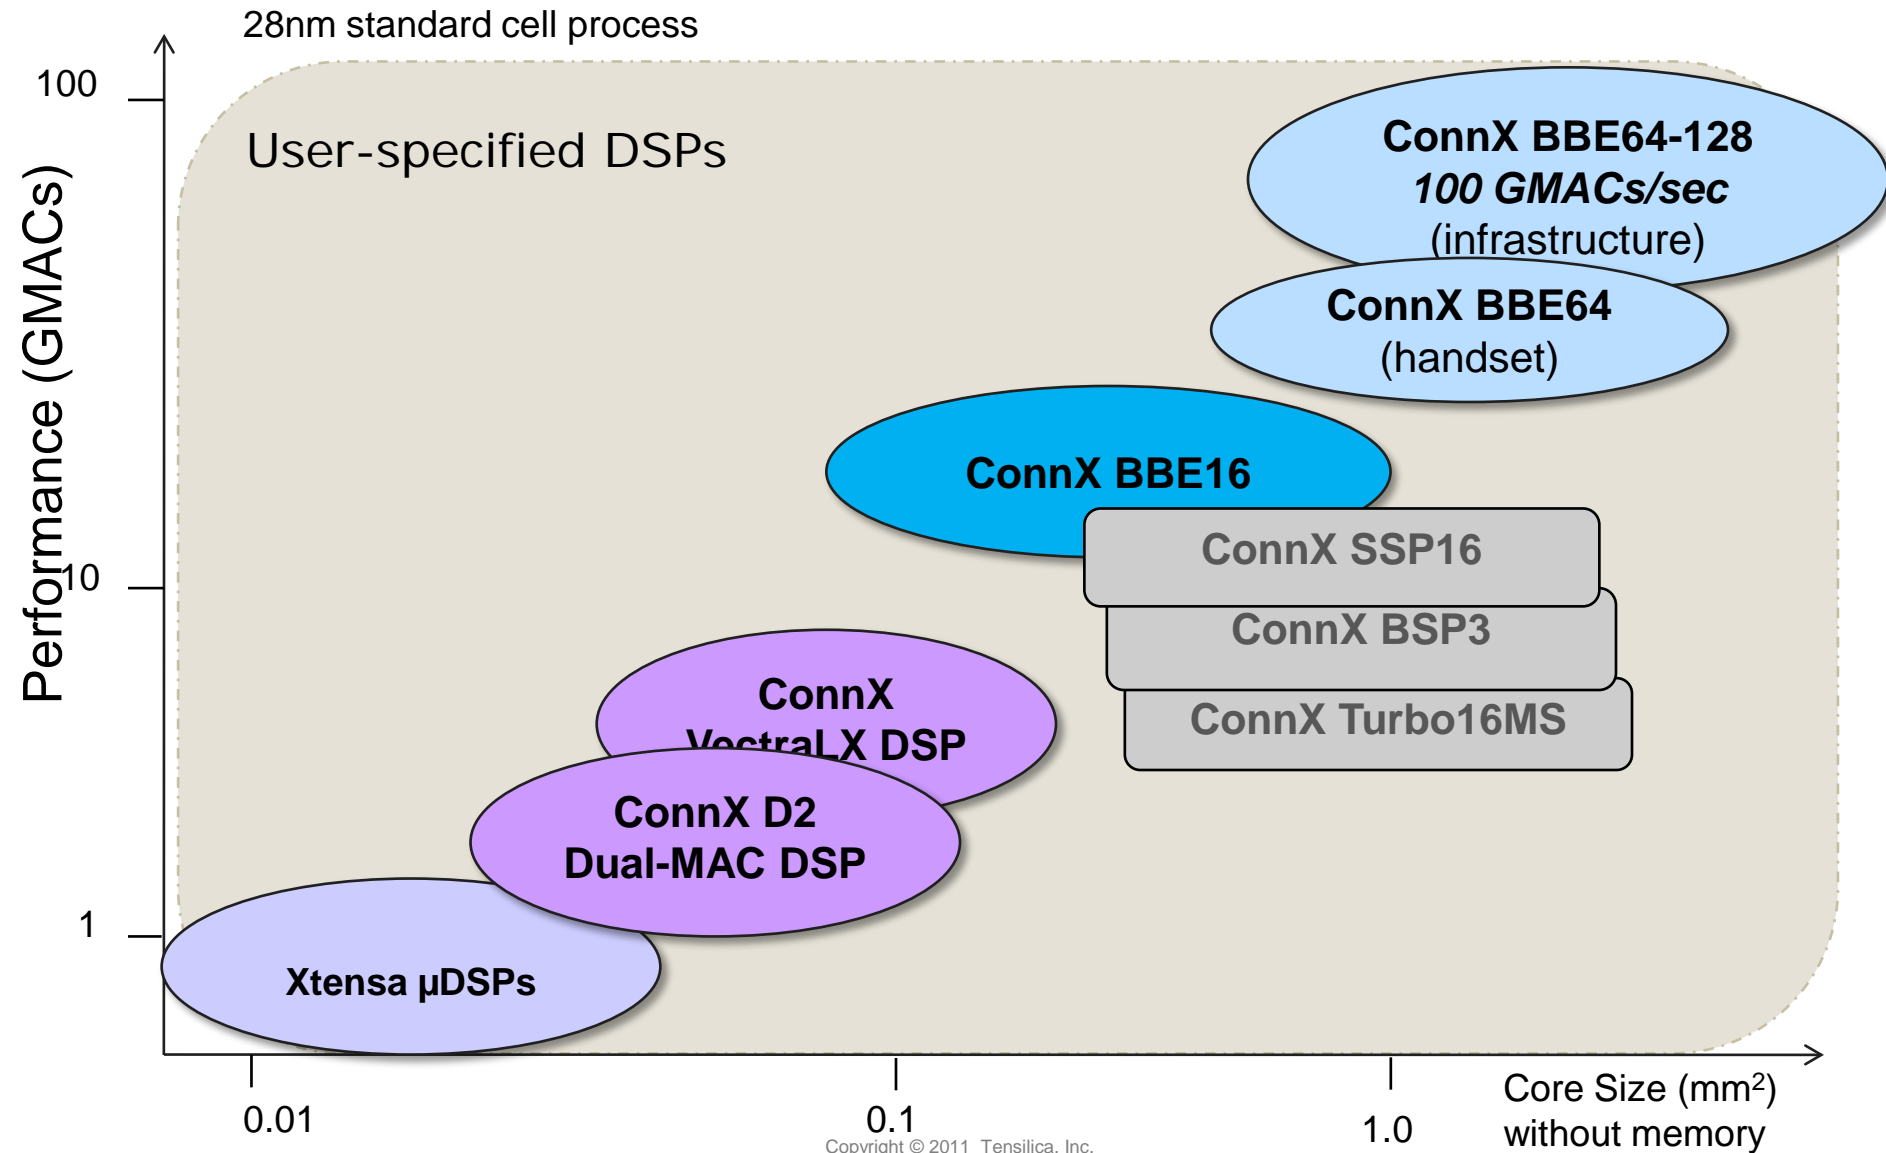 28nm standard cell process
100
User-specified DSPs
ConnX BBE64-128
100 GMACs/sec
(infrastructure)
ConnX BBE64
(handset)
Performance (GMACs)
ConnX BBE16
ConnX SSP16
10
ConnX BSP3
ConnX
VectraLX DSP
ConnX Turbo16MS
ConnX D2
Dual-MAC DSP
1
Xtensa µDSPs
0.01
0.1
1.0
Core Size (mm²)
without memory
Copyright © 2011 Tensilica, Inc.